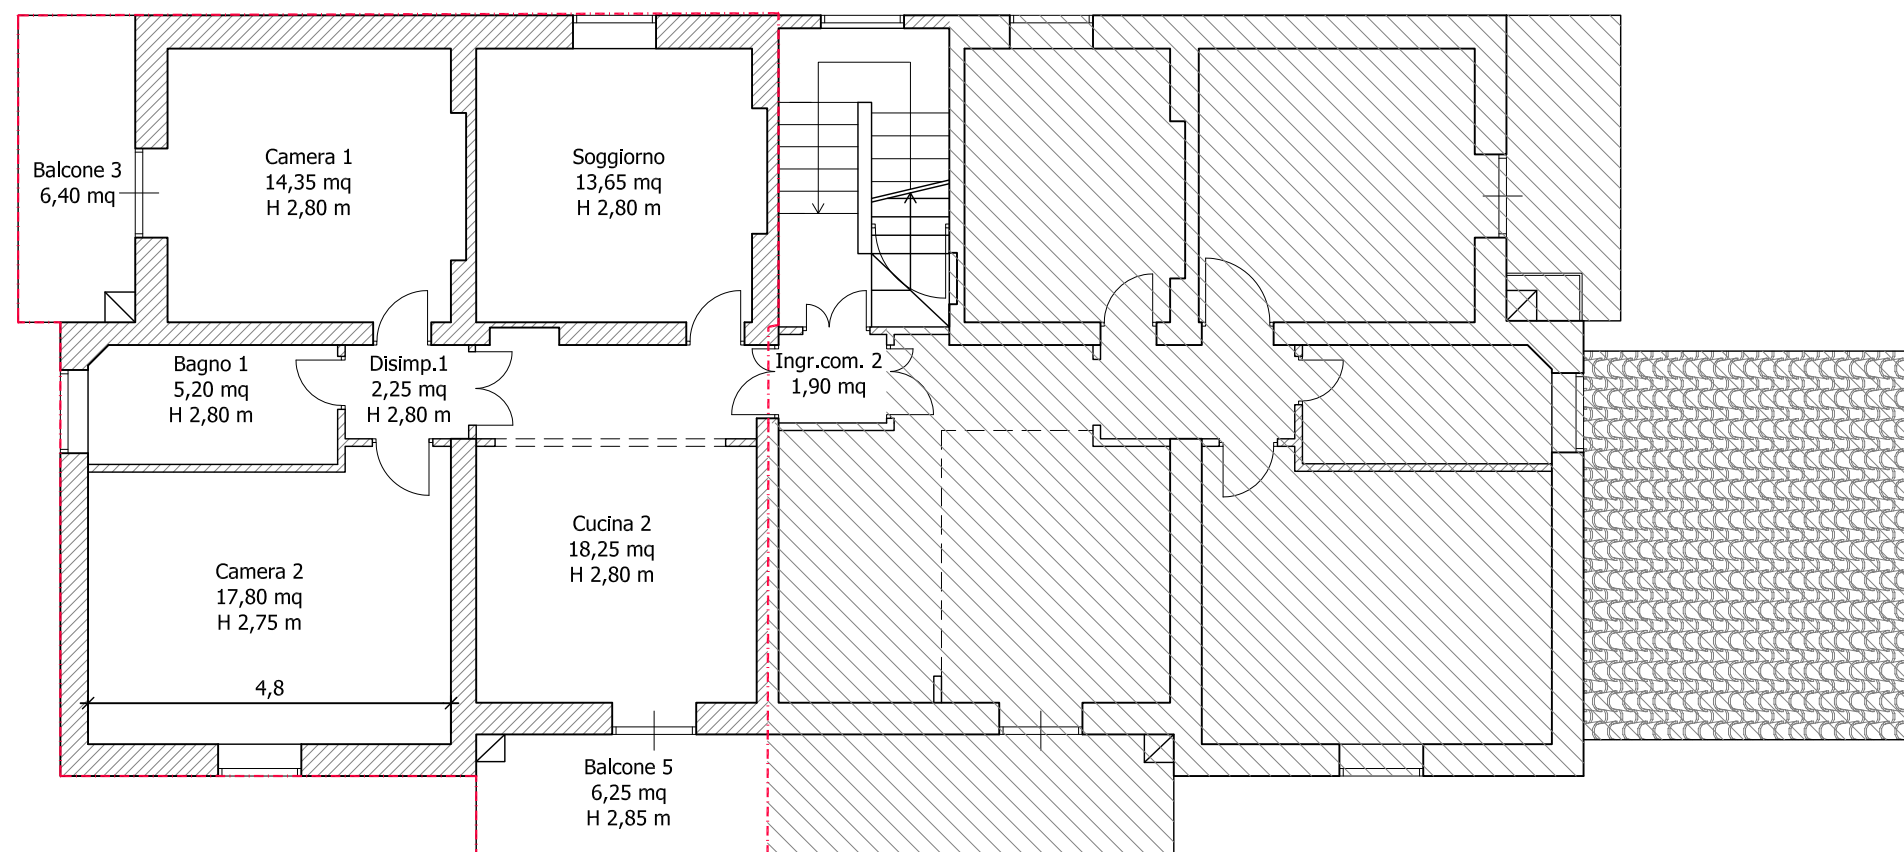 Balcone 3
6,40 mq
Camera 1
14,35 mq
H 2,80 m
Soggiorno
13,65 mq
H 2,80 m
Bagno 1
5,20 mq
H 2,80 m
Disimp.1
2,25 mq
H 2,80 m
Ingr.com. 2
1,90 mq
Camera 2
17,80 mq
H 2,75 m
4,8
Cucina 2
18,25 mq
H 2,80 m
Balcone 5
6,25 mq
H 2,85 m